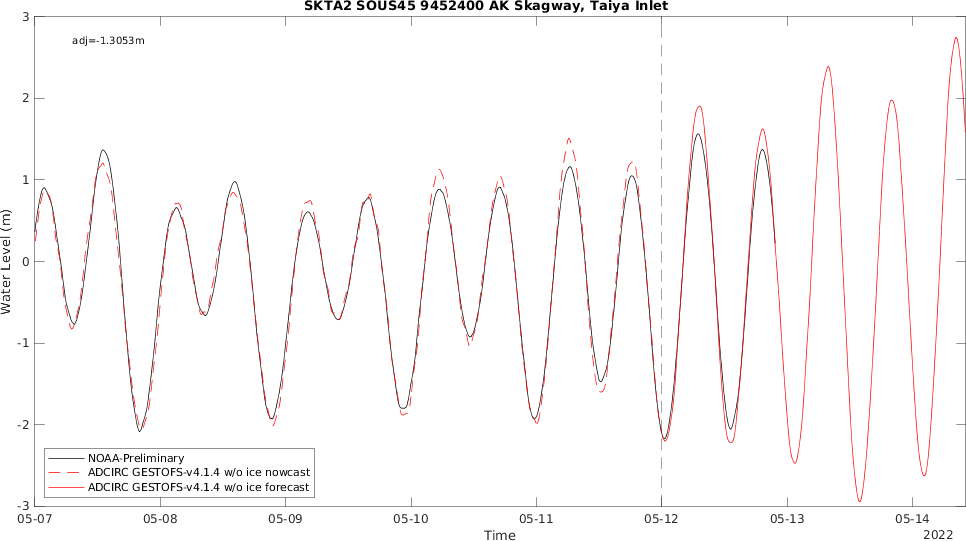 SKTA2 SOUS45 9452400 AK Skagway, Taiya Inlet
adj=-1.3053m
3
2
1
0
-1
-2
-3
Water Level (m)
NOAA-Preliminary
ADCIRC GESTOFS-v4.1.4 w/o ice nowcast
ADCIRC GESTOFS-v4.1.4 w/o ice forecast
05-07 05-08 05-09 05-10 05-11 05-12 05-13 05-14
Time
2022